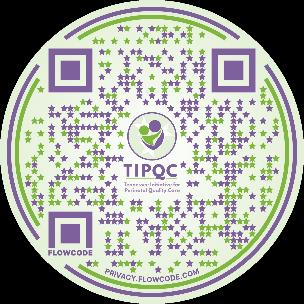 TIPQC
Tennessee Initiative for
Perinatal Quality Care
FLOWCODE
PRIVACY.FLOWCODE.COM